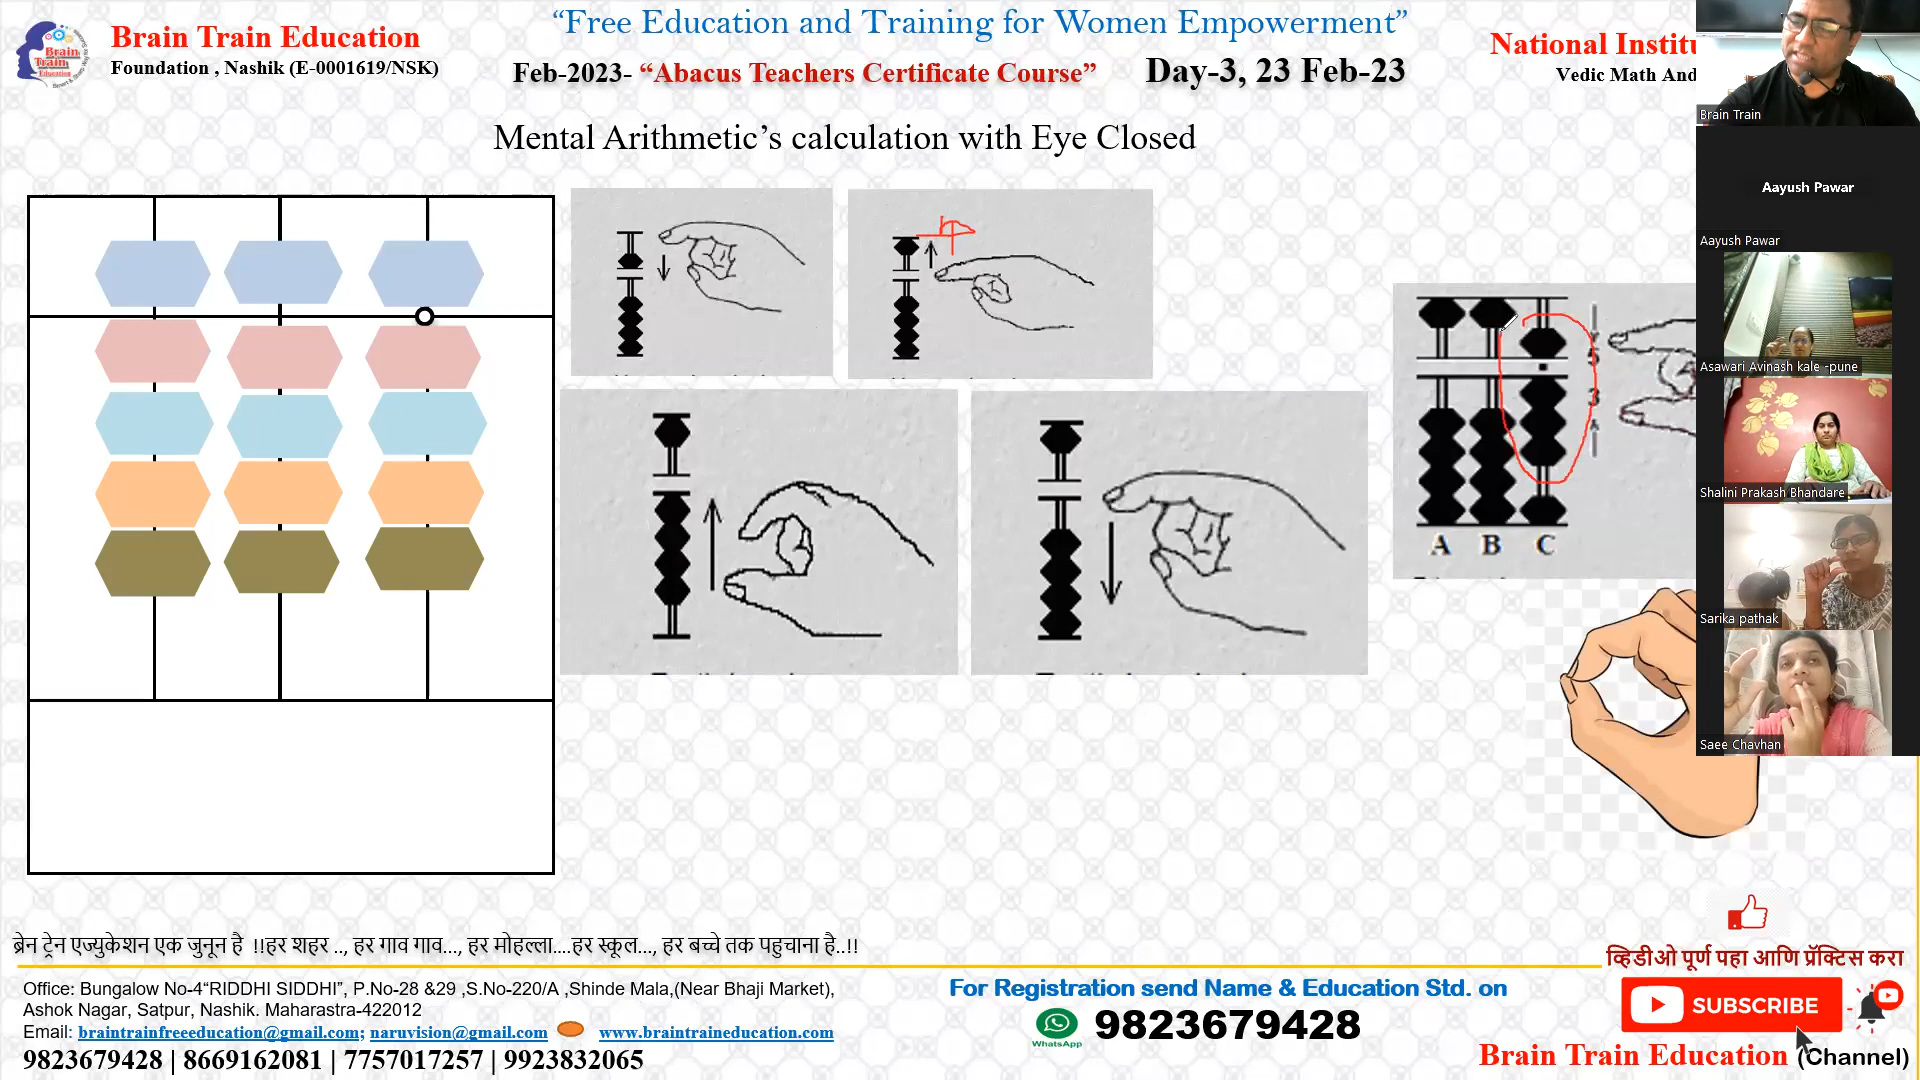 Brain Train Education
Foundation , Nashik (E-0001619/NSK)
“Free Education and Training for Women Empowerment”
Feb-2023- “Abacus Teachers Certificate Course” Day-3, 23 Feb-23
National Institu
Vedic Math And
Brain Train Education
Mental Arithmetic’s calculation with Eye Closed
Brain Train
Aayush Pawar
Aayush Pawar
Asawari Avinash kale -pune
Shalini Prakash Bhandare
Sarika pathak
Saee Chavhan
5
3
A B C
ब्रेन ट्रेन एज्युकेशन एक जुनून है !!हर शहर .., हर गाव गाव..., हर मोहल्ला....हर स्कूल..., हर बच्चे तक पहुचाना है..!!
Office: Bungalow No-4“RIDDHI SIDDHI”, P.No-28 &29 ,S.No-220/A ,Shinde Mala,(Near Bhaji Market),
Ashok Nagar, Satpur, Nashik. Maharastra-422012
Email: braintrainfreeeducation@gmail.com; naruvision@gmail.com www.braintraineducation.com
9823679428 | 8669162081 | 7757017257 | 9923832065
For Registration send Name & Education Std. on
WhatsApp
9823679428
व्हिडीओ पूर्ण पहा आणि प्रॅक्टिस करा
SUBSCRIBE
Brain Train Education (Channel)